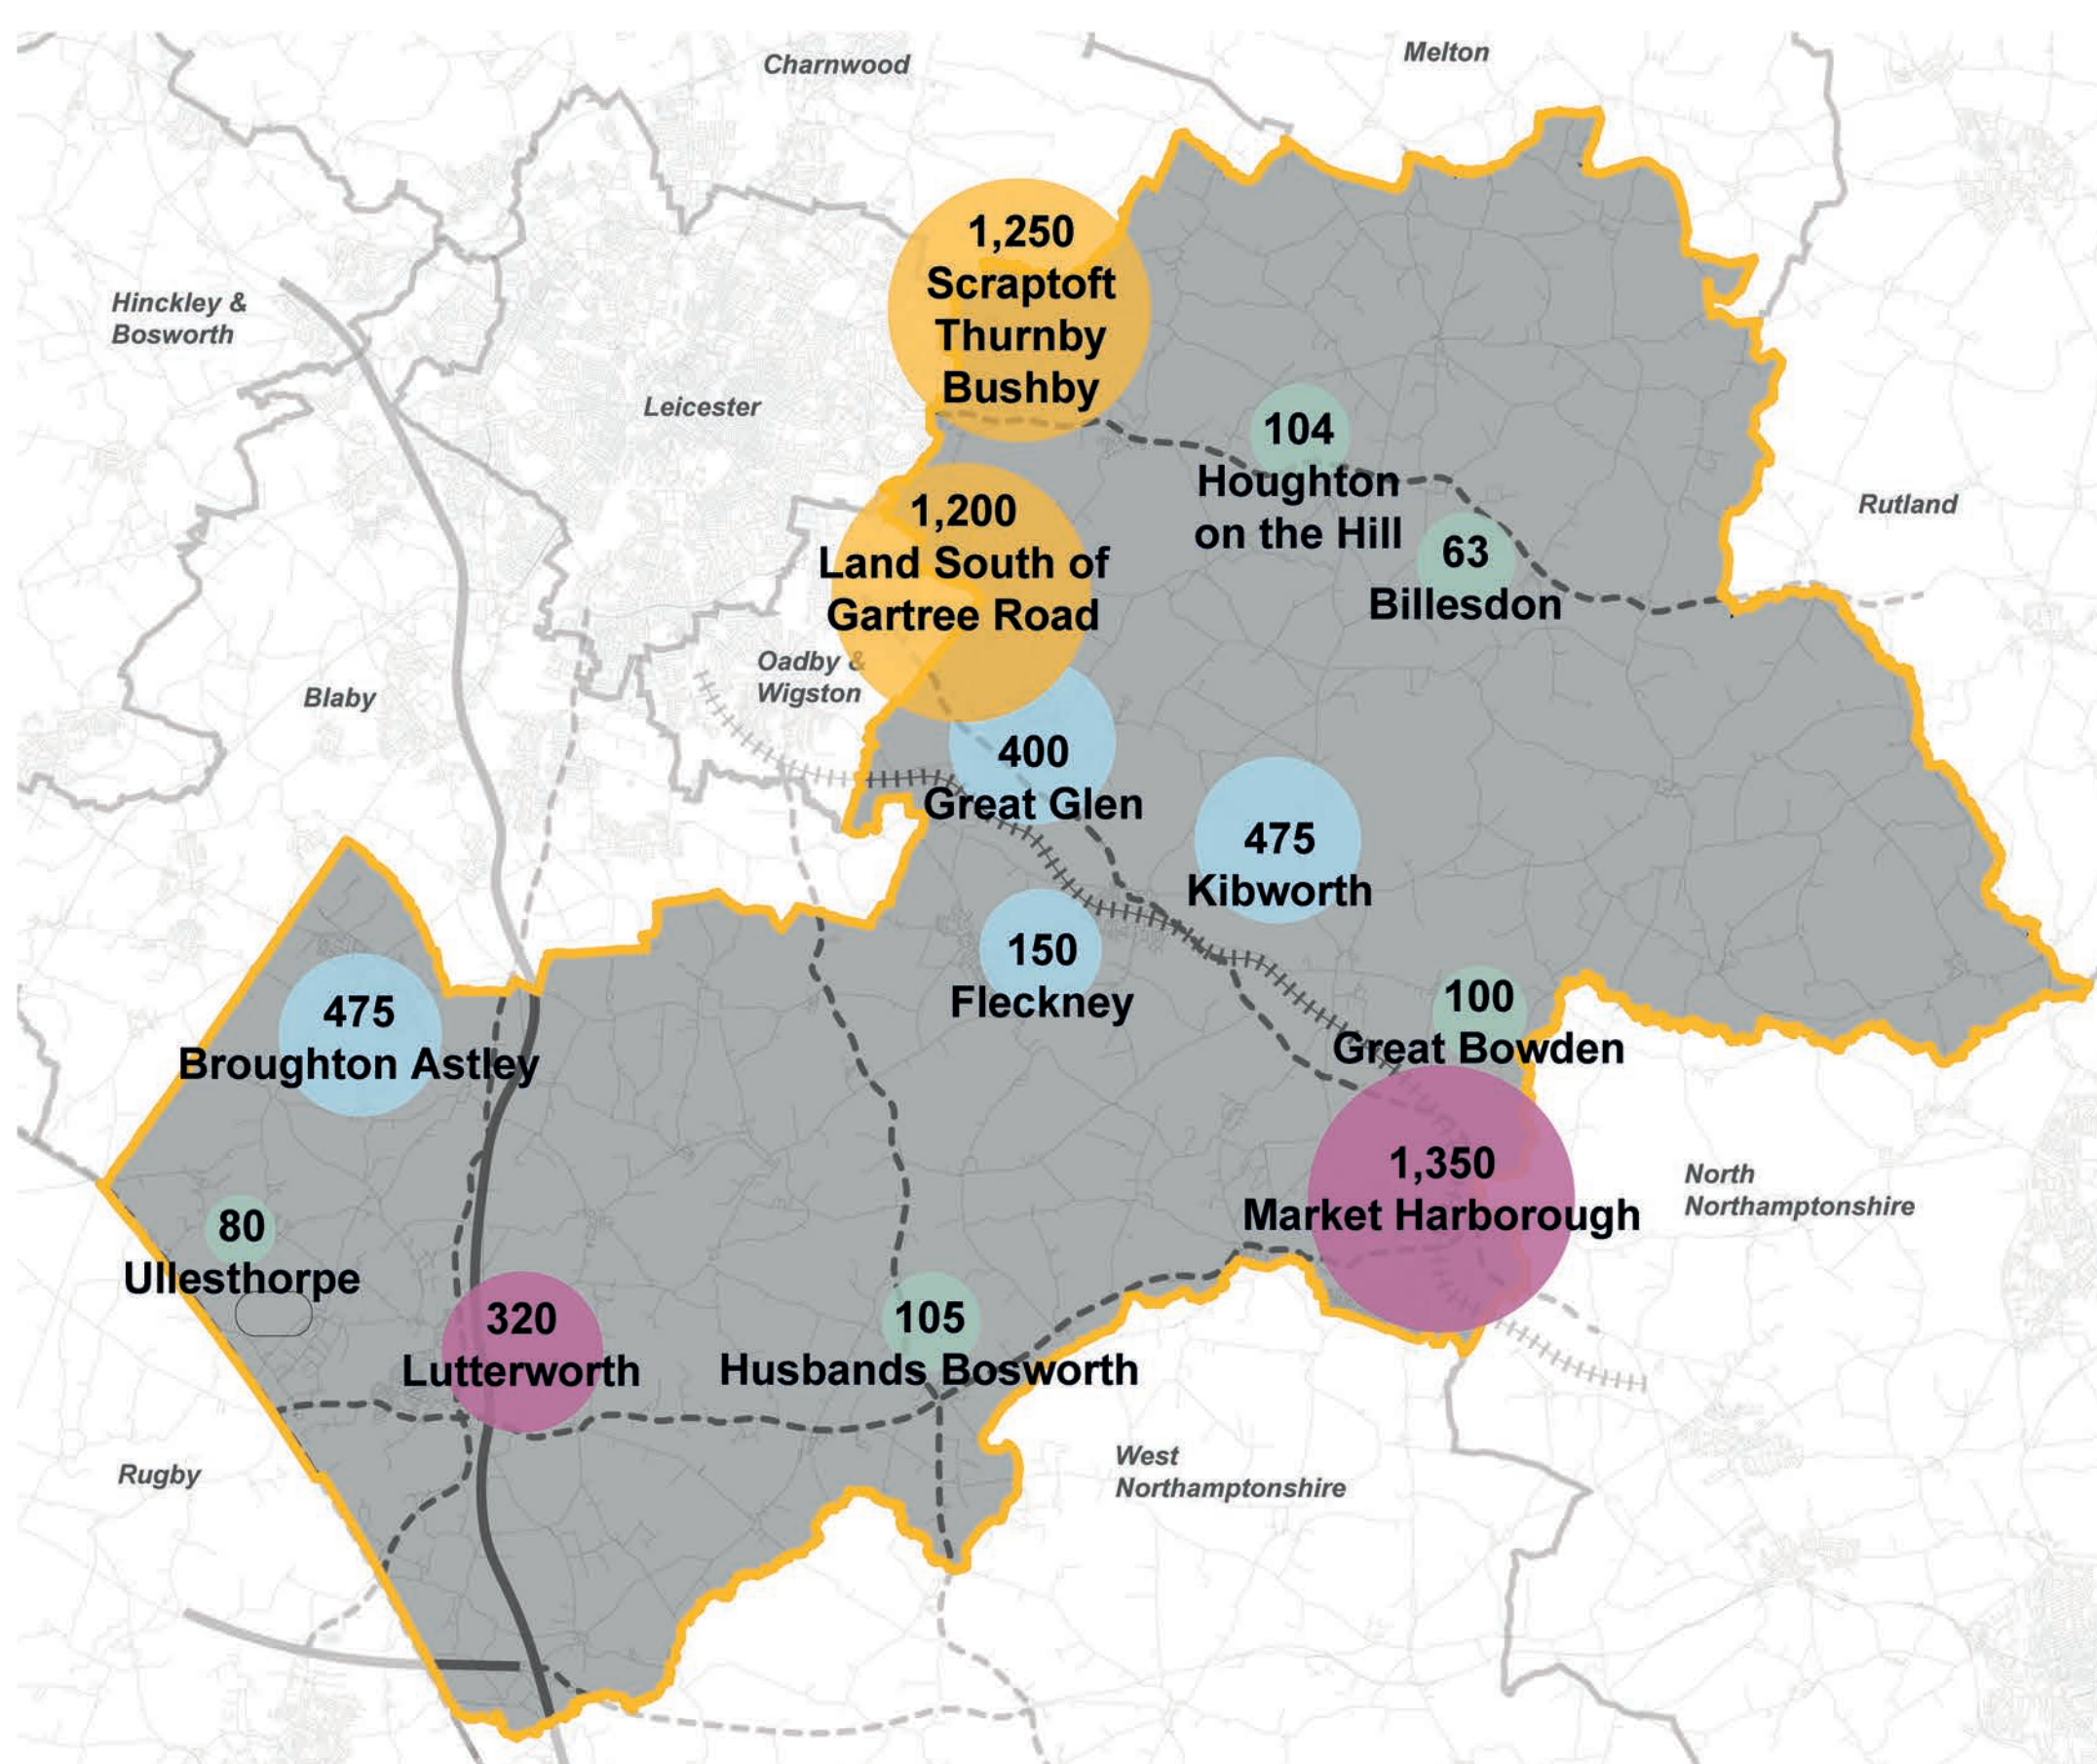 Charnwood
Melton
1,250
Scraptoft
Thurnby
Bushby
Hinckley &
Bosworth
Leicester
104
Houghton
on the Hill
Rutland
1,200
Land South of
Gartree Road
63
Billesdon
Oadby &
Wigston
Blaby
400
Great Glen
475
Kibworth
150
Fleckney
475
Broughton Astley
100
Great Bowden
1,350
Market Harborough
North
Northamptonshire
80
Ullesthorpe
320
Lutterworth
105
Husbands Bosworth
Rugby
West
Northamptonshire